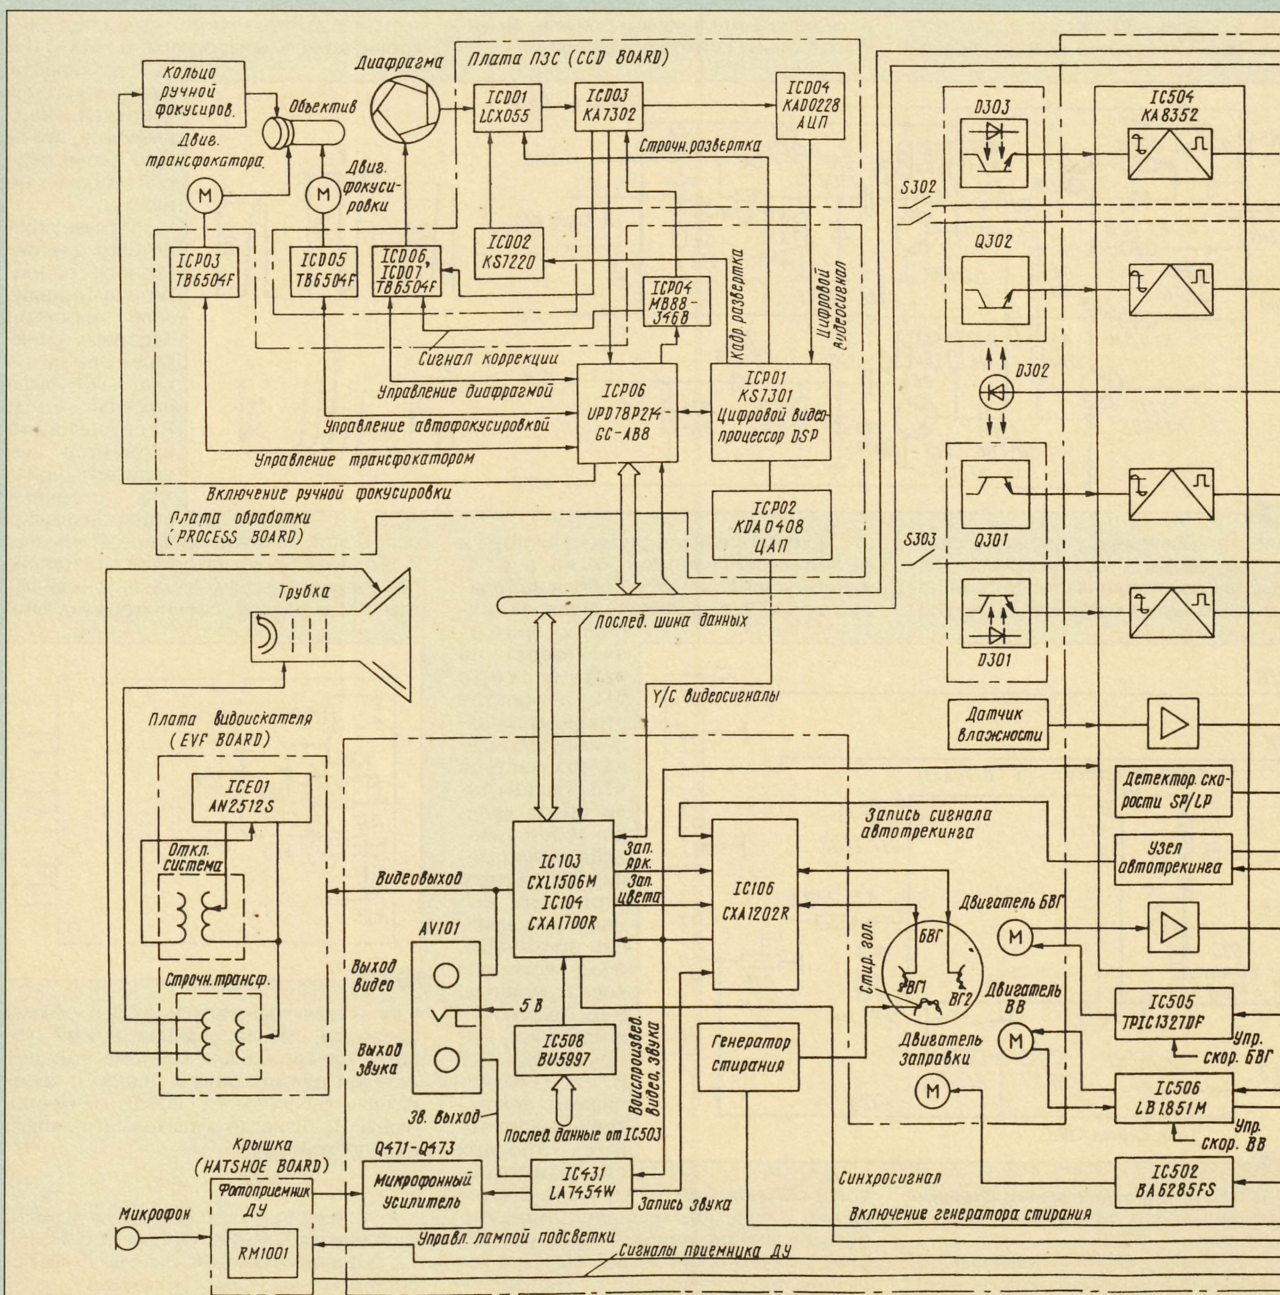 Кольцо
ручной
фокусиров.
Объектив
Двиг.
трансфокатора.
М
Двиг.
фокуси-
ровки
М
Диафрагма
Плата ПЗС (CCD BOARD)
ICD01
LCX055
ICD03
KA7302
ICD04
KAD0228
АЦП
Строчн.развертка
ICP03
TB6504F
ICD05
TB6504F
ICD06,
ICD07
TB6504F
ICD02
KS7220
ICP04
MB88-
346B
Кадр развертка
Цифровой
видеосигнал
Сигнал коррекции
Управление диафрагмой
Управление автофокусировкой
Управление трансфокатором
Включение ручной фокусировки
ICP06
UPD78P214-
GC-AB8
ICP01
KS7301
Цифровой видео-
процессор DSP
ICP02
KDA0408
ЦАП
Плата обработки
(PROCESS BOARD)
Послед. шина данных
Y/C видеосигналы
Трубка
Плата видоискателя
(EVF BOARD)
ICE01
AN2512S
Откл.
система
Строчн.трансф.
Видеовыход
AV101
Выход
видео
5 В
Выход
звука
Зв. выход
IC103
CXL1506M
IC104
CXA1700R
Зап.
ярк.
Зап.
цвета
IC106
CXA1202R
IC508
BU5997
Послед. данные от IC503
Воиспроизвед.
видео, звука
Генератор
стирания
Стир. гол.
БВГ
ВГ1
ВГ2
Запись сигнала
автотрекинга
Q471-Q473
Микрофонный
усилитель
IC431
LA7454W
Запись звука
Крышка
(HATSHOE BOARD)
Фотоприемник
ДУ
RM1001
Микрофон
Управл. лампой подсветки
Сигналы приемника ДУ
Синхросигнал
Включение генератора стирания
D303
S302
Q302
D302
Q301
S303
D301
IC504
KA8352
Датчик
влажности
Детектор. ско-
рости SP/LP
Узел
автотрекинга
Двигатель БВГ
М
Двигатель
ВВ
М
Двигатель
заправки
М
IC505
TPIC1327DF
Упр.
скор. БВГ
IC506
LB1851M
Упр.
скор. ВВ
IC502
BA6285FS